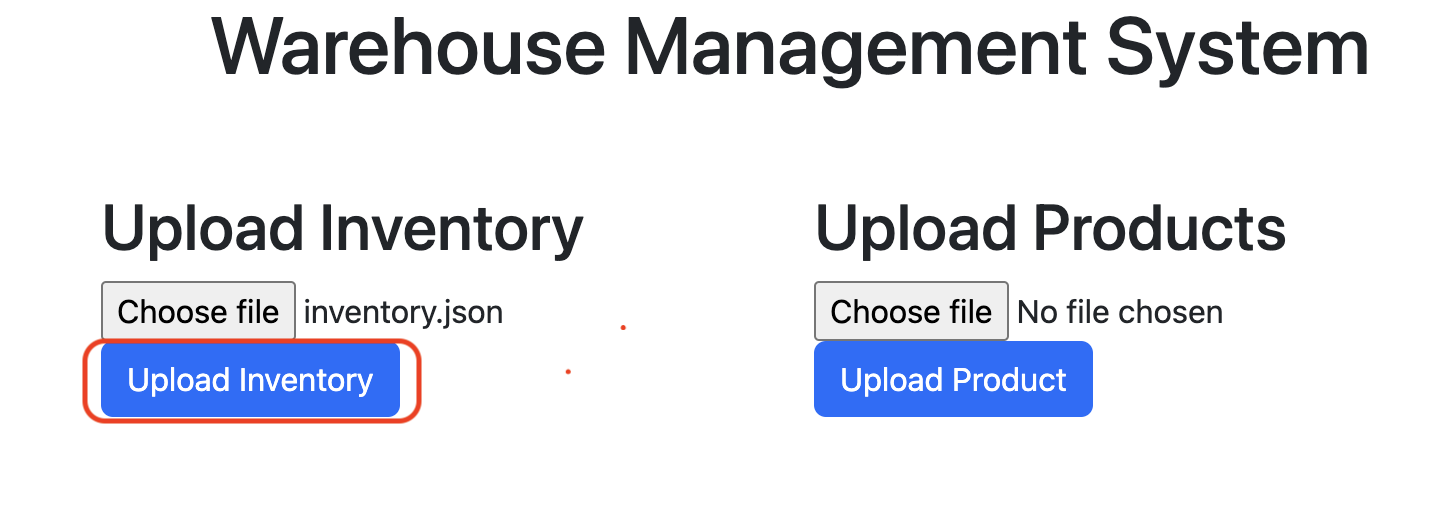 Warehouse Management System
Upload Inventory
Choose file inventory.json
Upload Inventory
Upload Products
Choose file No file chosen
Upload Product